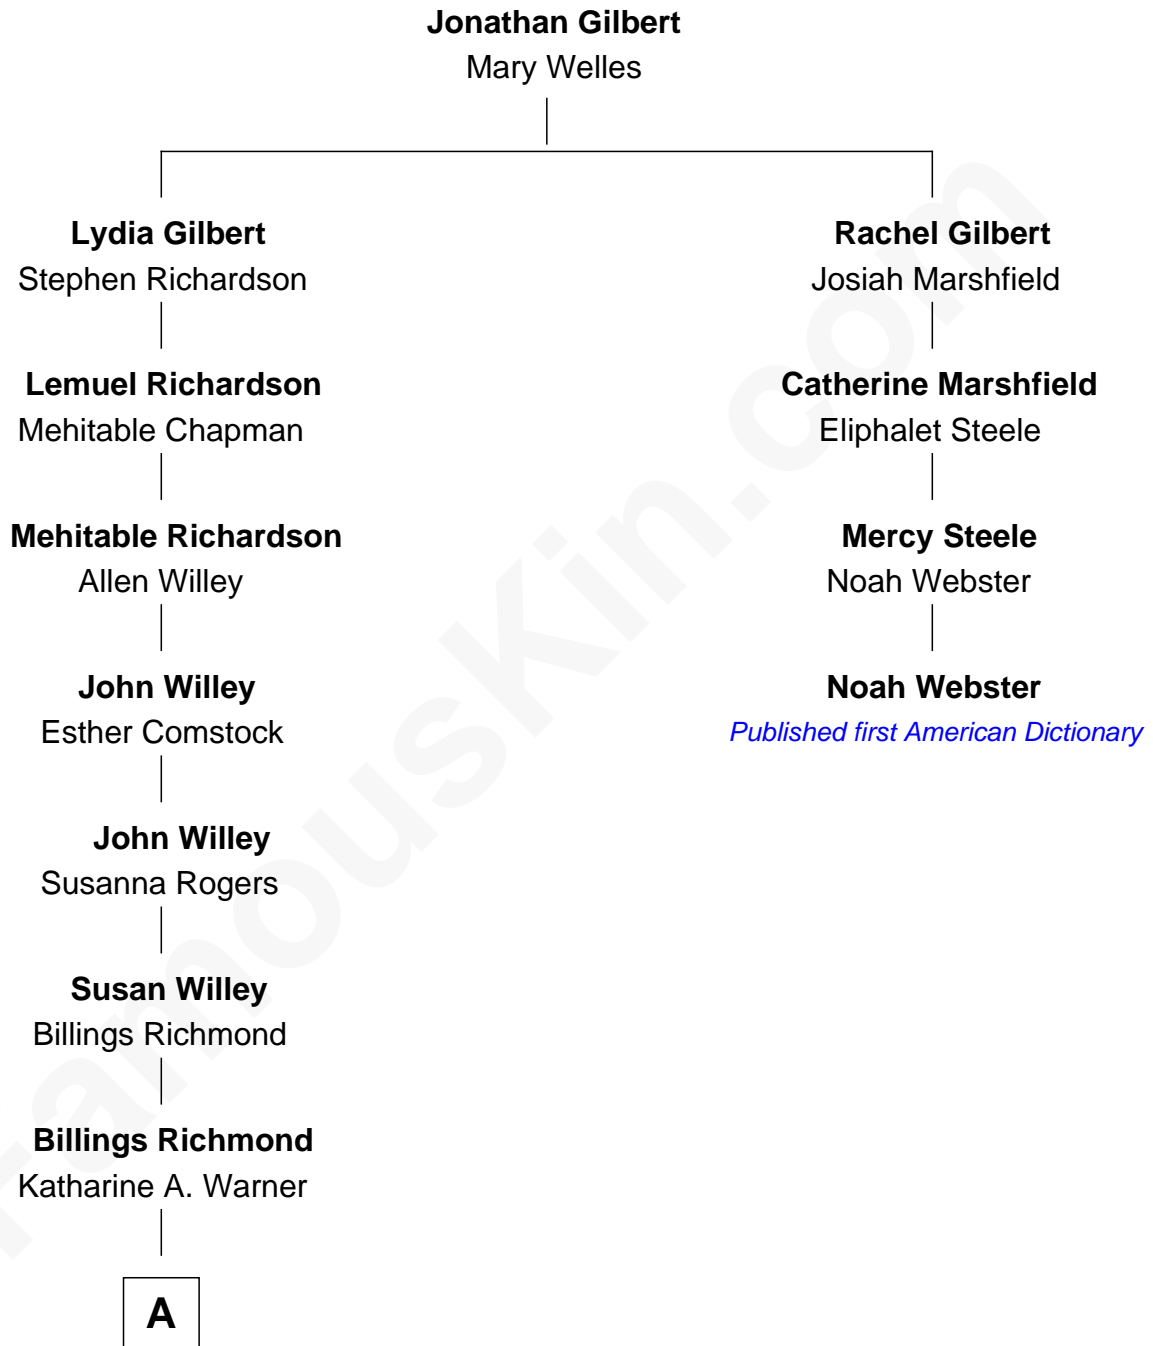 Jonathan Gilbert
Mary Welles
Lydia Gilbert
Stephen Richardson
Rachel Gilbert
Josiah Marshfield
Lemuel Richardson
Mehitable Chapman
Catherine Marshfield
Eliphalet Steele
Mehitable Richardson
Allen Willey
Mercy Steele
Noah Webster
John Willey
Esther Comstock
Noah Webster
Published first American Dictionary
John Willey
Susanna Rogers
Susan Willey
Billings Richmond
Billings Richmond
Katharine A. Warner
A
FamousKin.com